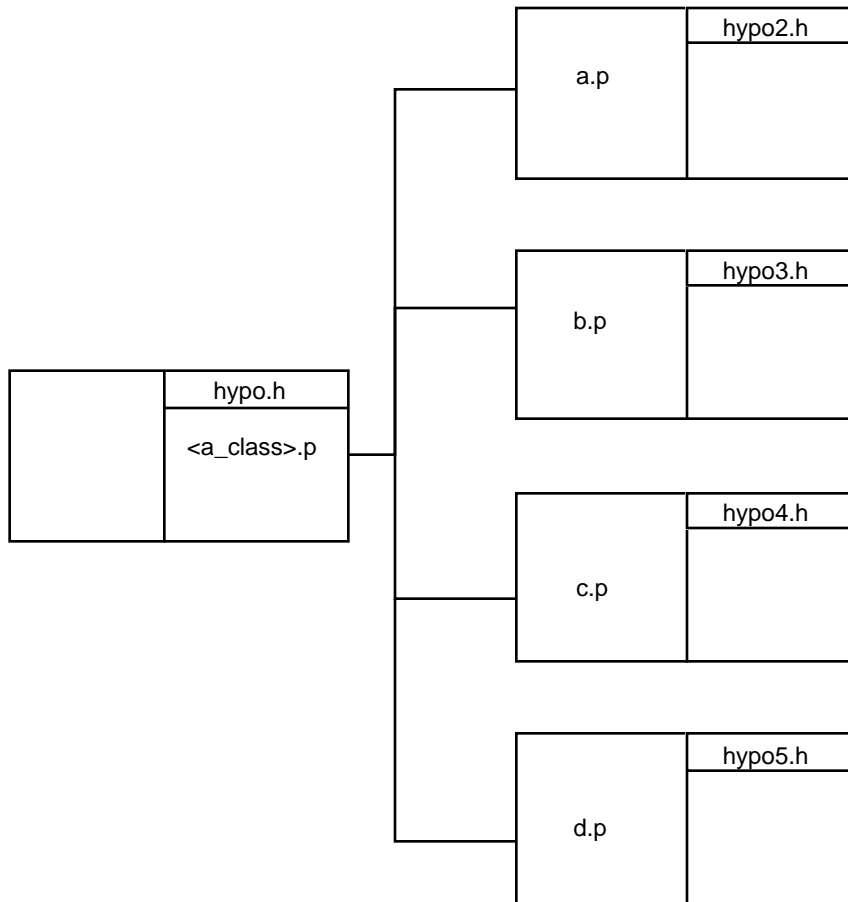 hypo2.h
a.p
hypo3.h
b.p
hypo.h
<a_class>.p
hypo4.h
c.p
hypo5.h
d.p